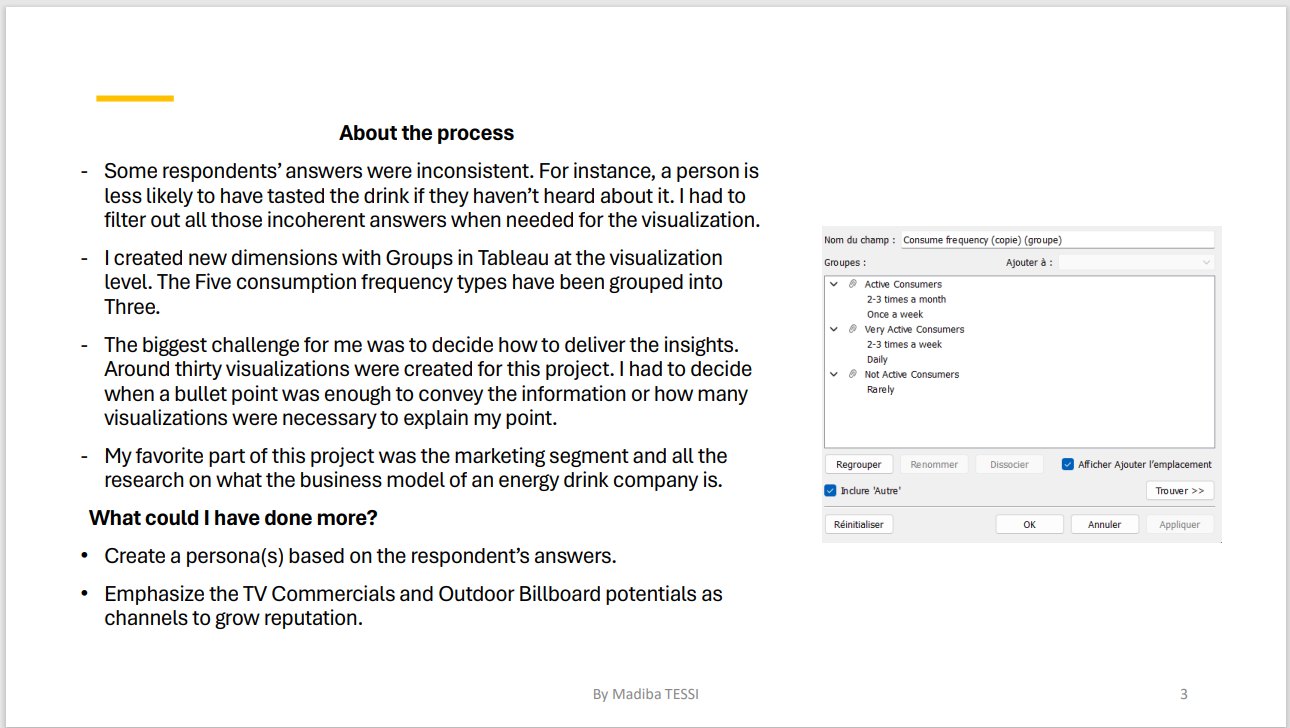 About the process
- Some respondents’ answers were inconsistent. For instance, a person is
less likely to have tasted the drink if they haven’t heard about it. I had to
filter out all those incoherent answers when needed for the visualization.
- I created new dimensions with Groups in Tableau at the visualization
level. The Five consumption frequency types have been grouped into
Three.
- The biggest challenge for me was to decide how to deliver the insights.
Around thirty visualizations were created for this project. I had to decide
when a bullet point was enough to convey the information or how many
visualizations were necessary to explain my point.
- My favorite part of this project was the marketing segment and all the
research on what the business model of an energy drink company is.
What could I have done more?
• Create a persona(s) based on the respondent’s answers.
• Emphasize the TV Commercials and Outdoor Billboard potentials as
channels to grow reputation.
Nom du champ : Consume frequency (copie) (groupe)
Groupes : Ajouter à :
Active Consumers
2-3 times a month
Once a week
Very Active Consumers
2-3 times a week
Daily
Not Active Consumers
Rarely
Regrouper Renommer Dissocier Afficher Ajouter l'emplacement
Inclure 'Autre' Trouver >>
Réinitialiser OK Annuler Appliquer
By Madiba TESSI 3